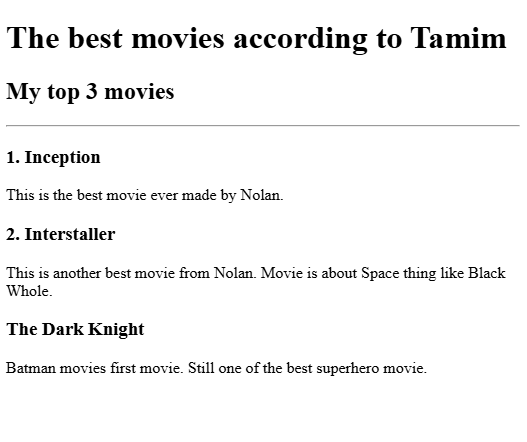 The best movies according to Tamim
My top 3 movies
1. Inception
This is the best movie ever made by Nolan.
2. Interstaller
This is another best movie from Nolan. Movie is about Space thing like Black
Whole.
The Dark Knight
Batman movies first movie. Still one of the best superhero movie.